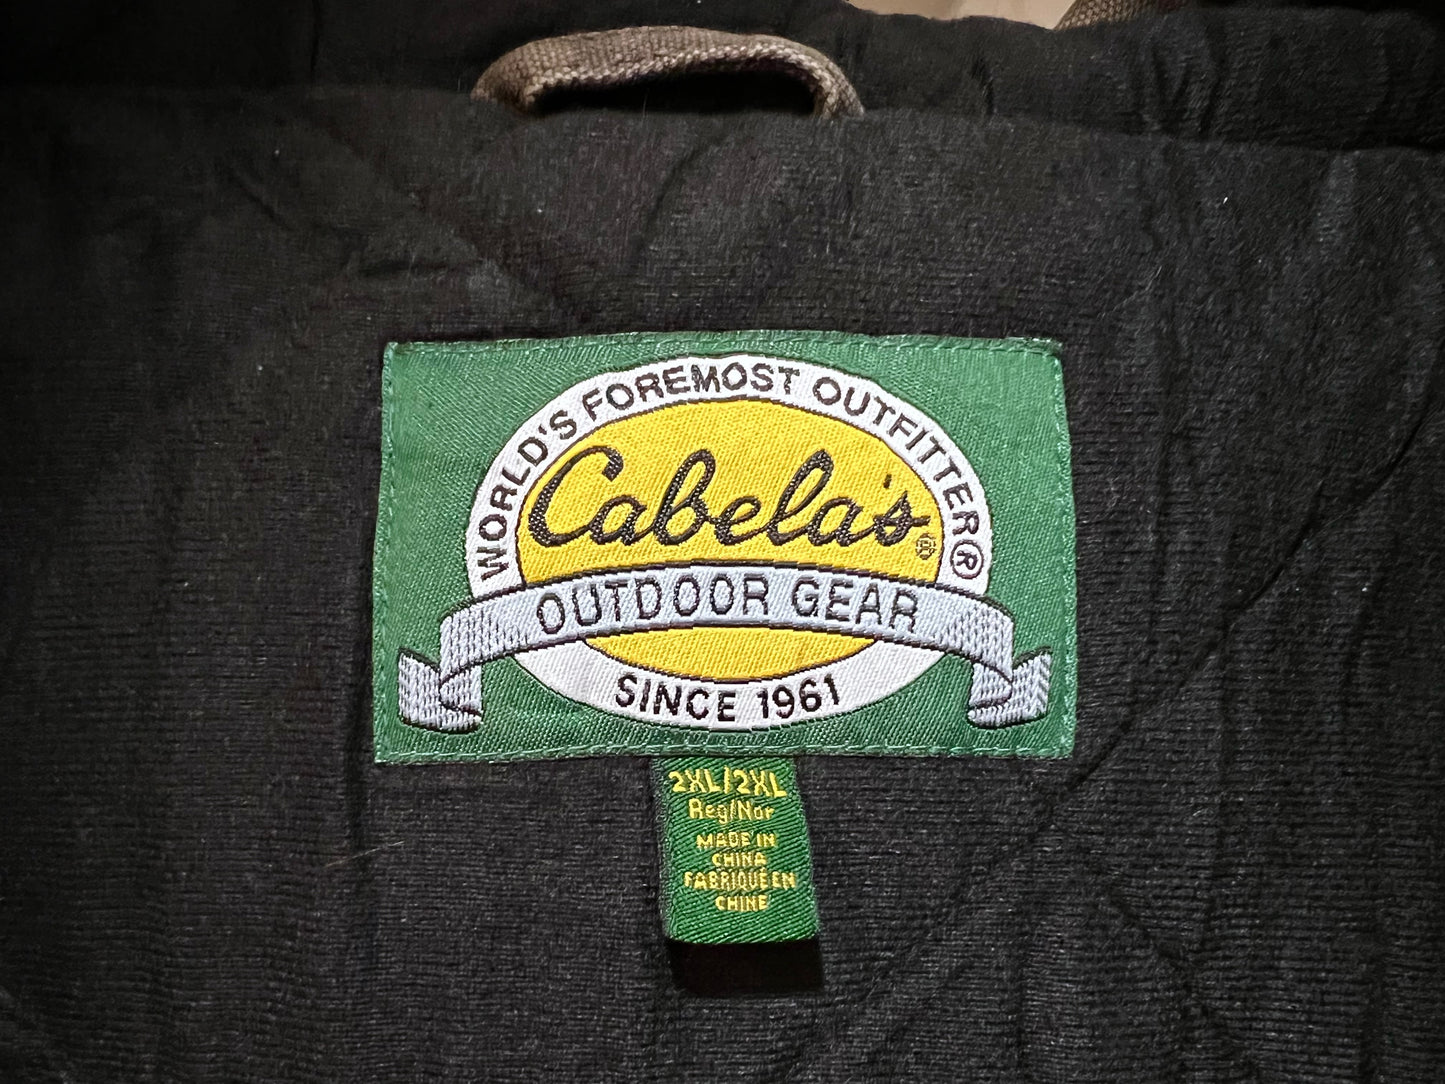 WORLD'S FOREMOST OUTFITTER®
Cabela's®
OUTDOOR GEAR
SINCE 1961
2XL/2XL
Reg/Nor
MADE IN
CHINA
FABRIQUÉ EN
CHINE